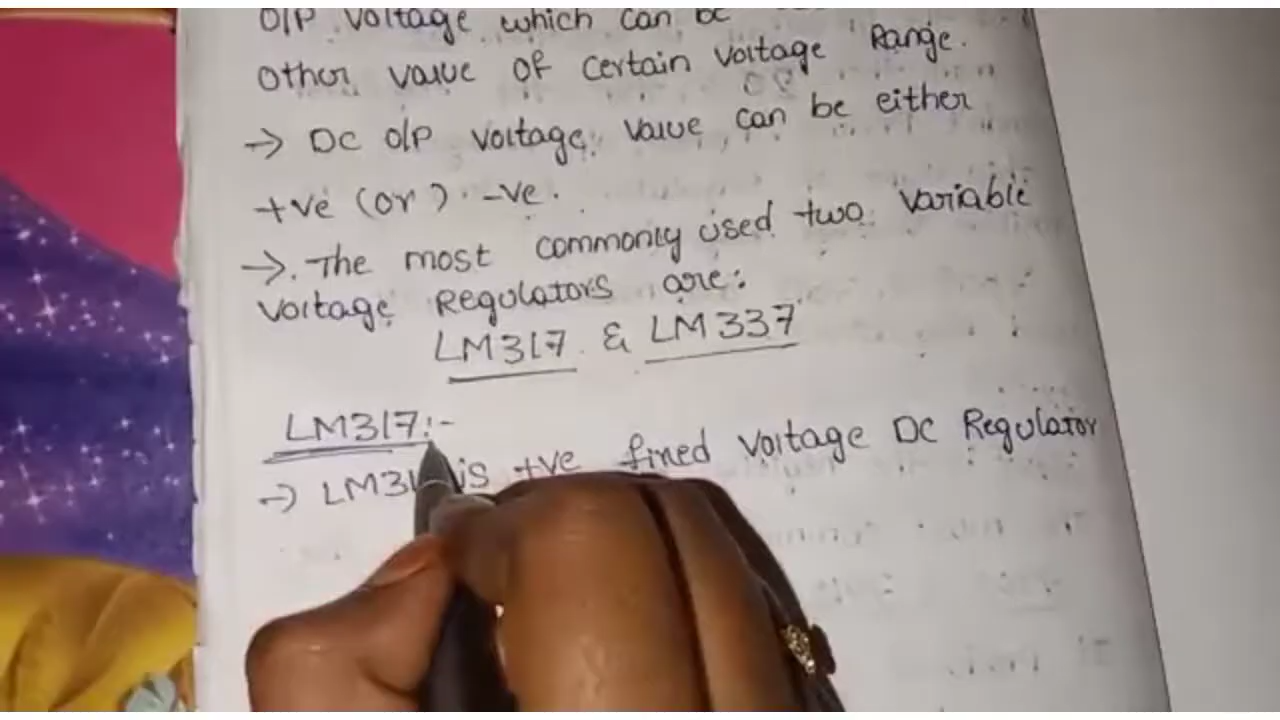 O/P voltage which can be
Other value of certain voltage Range.
→ DC O/P voltage value can be either
+ve (or) -ve.
→. The most commonly used two variable
voltage Regulators are:
LM317 & LM337
LM317:-
→ is +ve fixed voltage DC Regulator